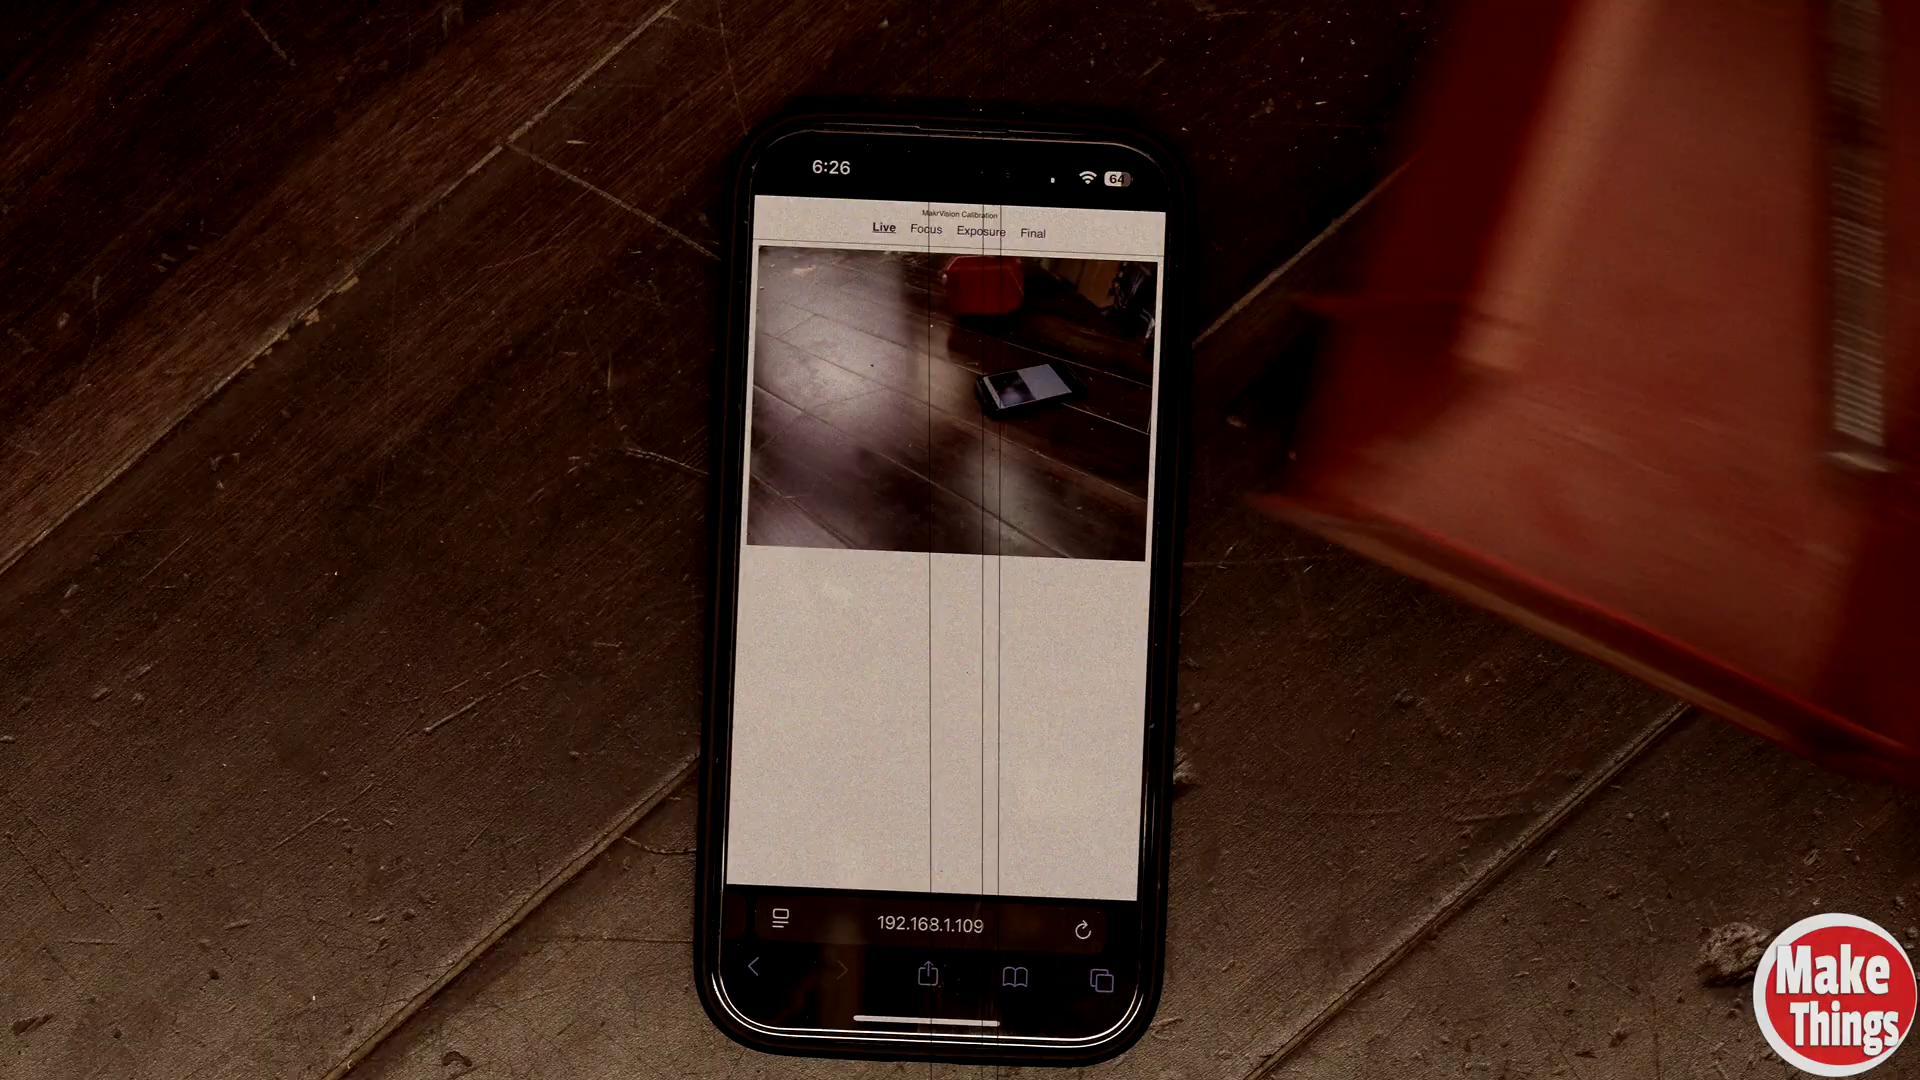 6:26
64
MakrVision Calibration
Live Focus Exposure Final
192.168.1.109
Make
Things